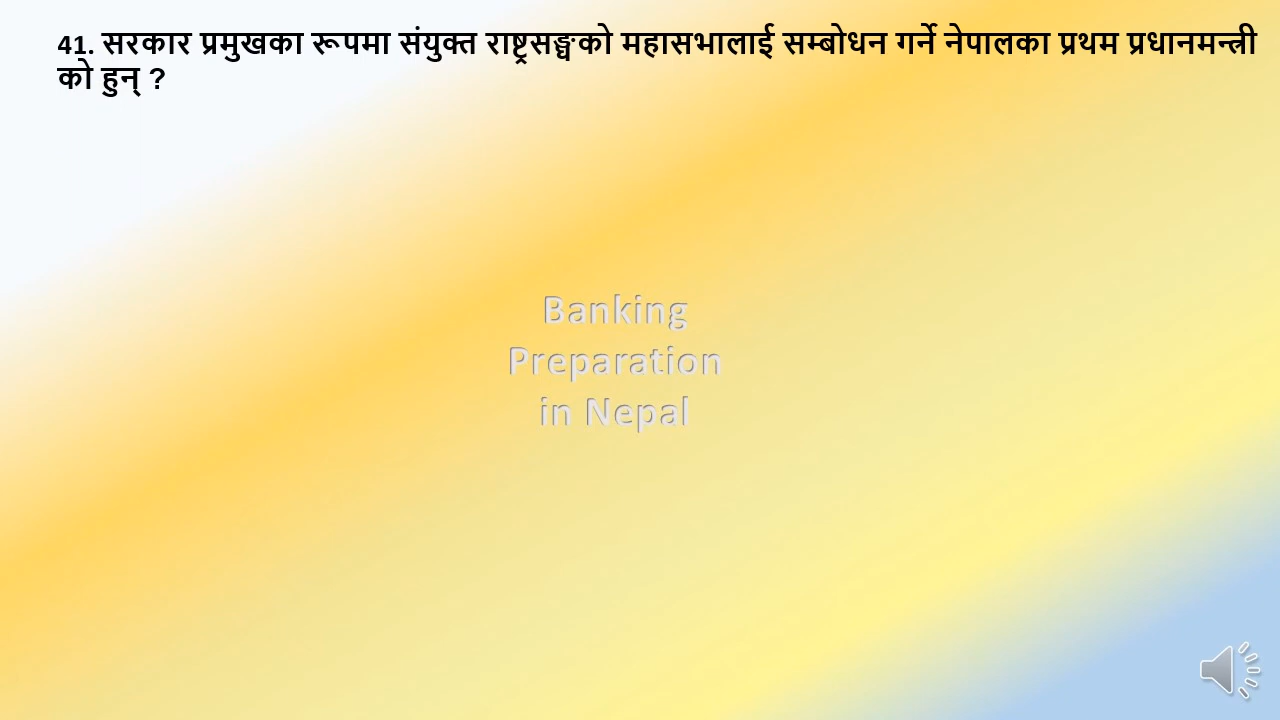 41. सरकार प्रमुखका रूपमा संयुक्त राष्ट्रसङ्घको महासभालाई सम्बोधन गर्ने नेपालका प्रथम प्रधानमन्त्री
को हुन् ?
Banking
Preparation
in Nepal